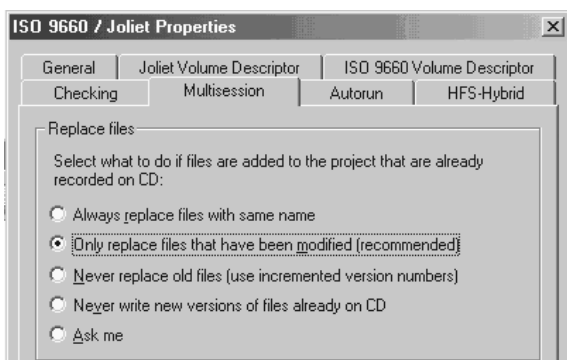 ISO 9660 / Joliet Properties
General Joliet Volume Descriptor ISO 9660 Volume Descriptor
Checking Multisession Autorun HFS-Hybrid
Replace files
Select what to do if files are added to the project that are already
recorded on CD:
Always replace files with same name
Only replace files that have been modified (recommended)
Never replace old files (use incremented version numbers)
Never write new versions of files already on CD
Ask me